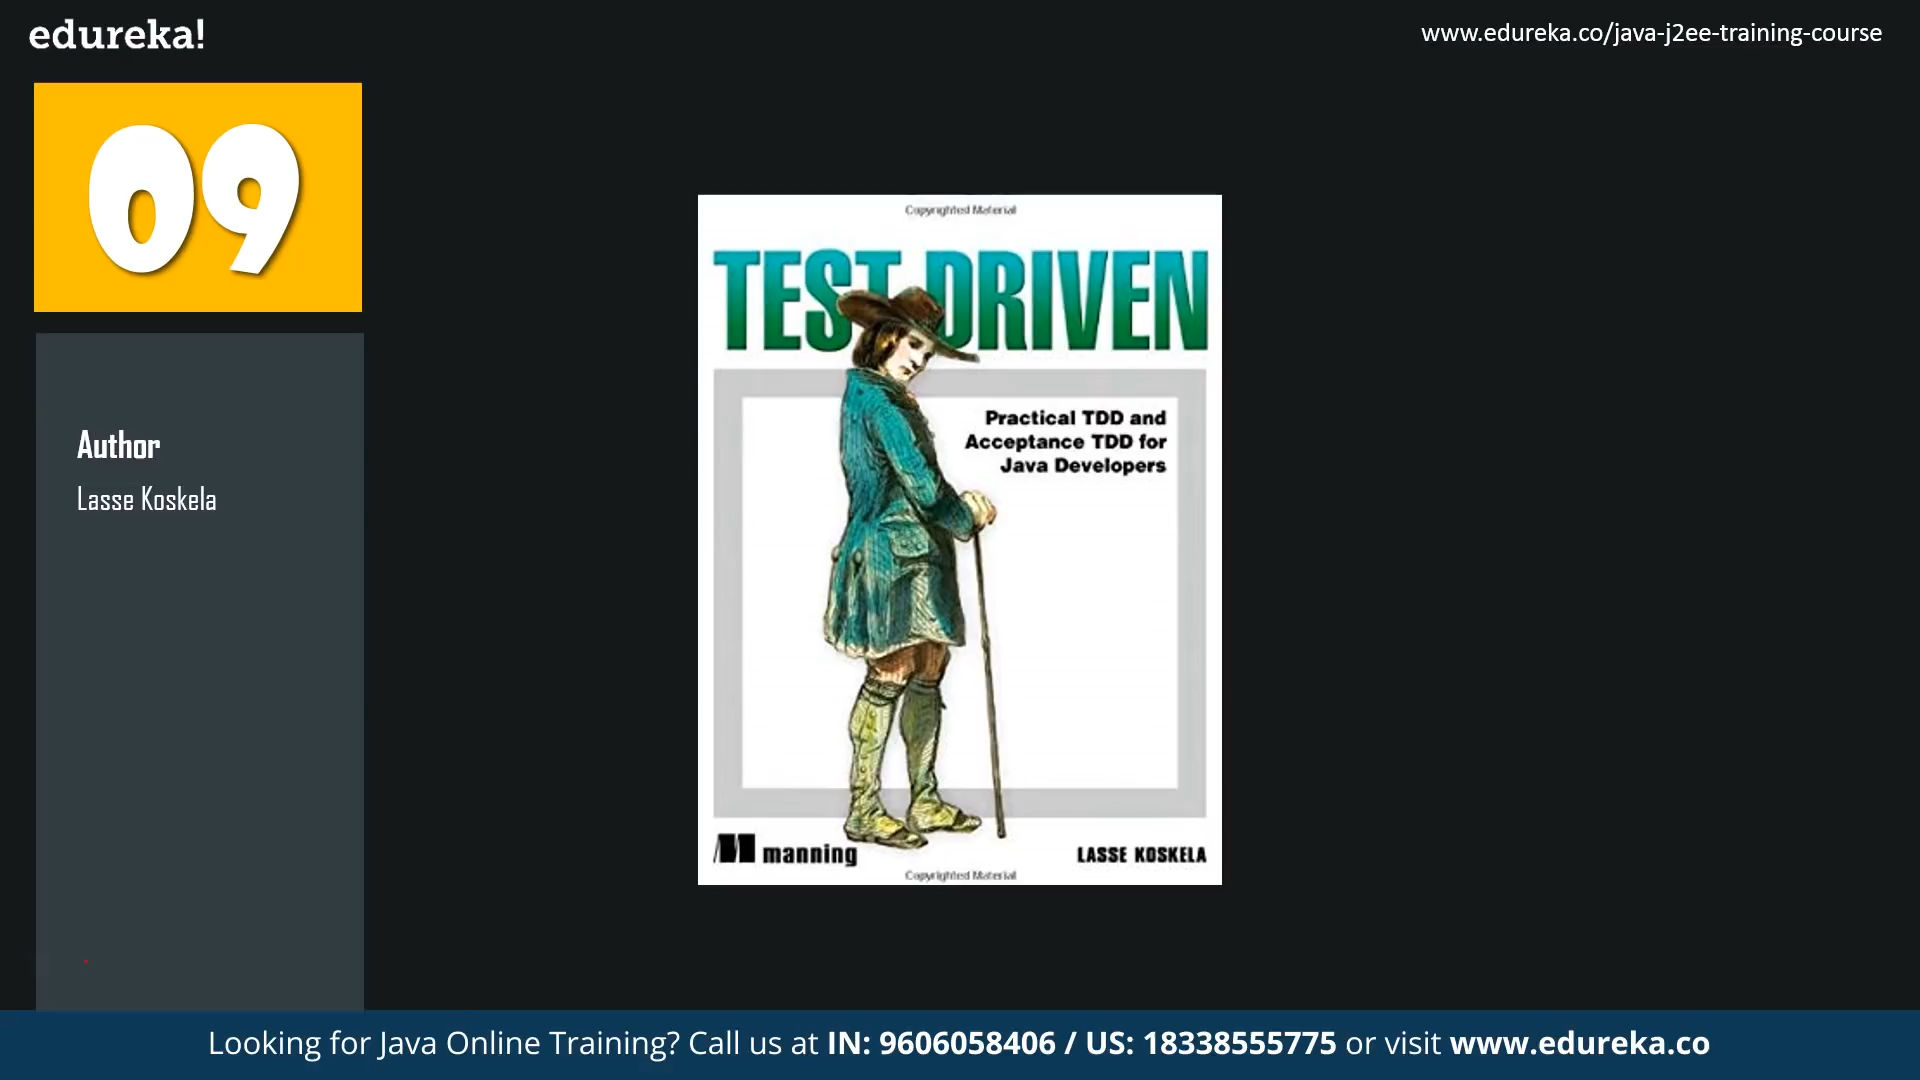 edureka!
www.edureka.co/java-j2ee-training-course
09
Author
Lasse Koskela
Copyrighted Material
TEST DRIVEN
Practical TDD and
Acceptance TDD for
Java Developers
manning
LASSE KOSKELA
Copyrighted Material
Looking for Java Online Training? Call us at IN: 9606058406 / US: 18338555775 or visit www.edureka.co